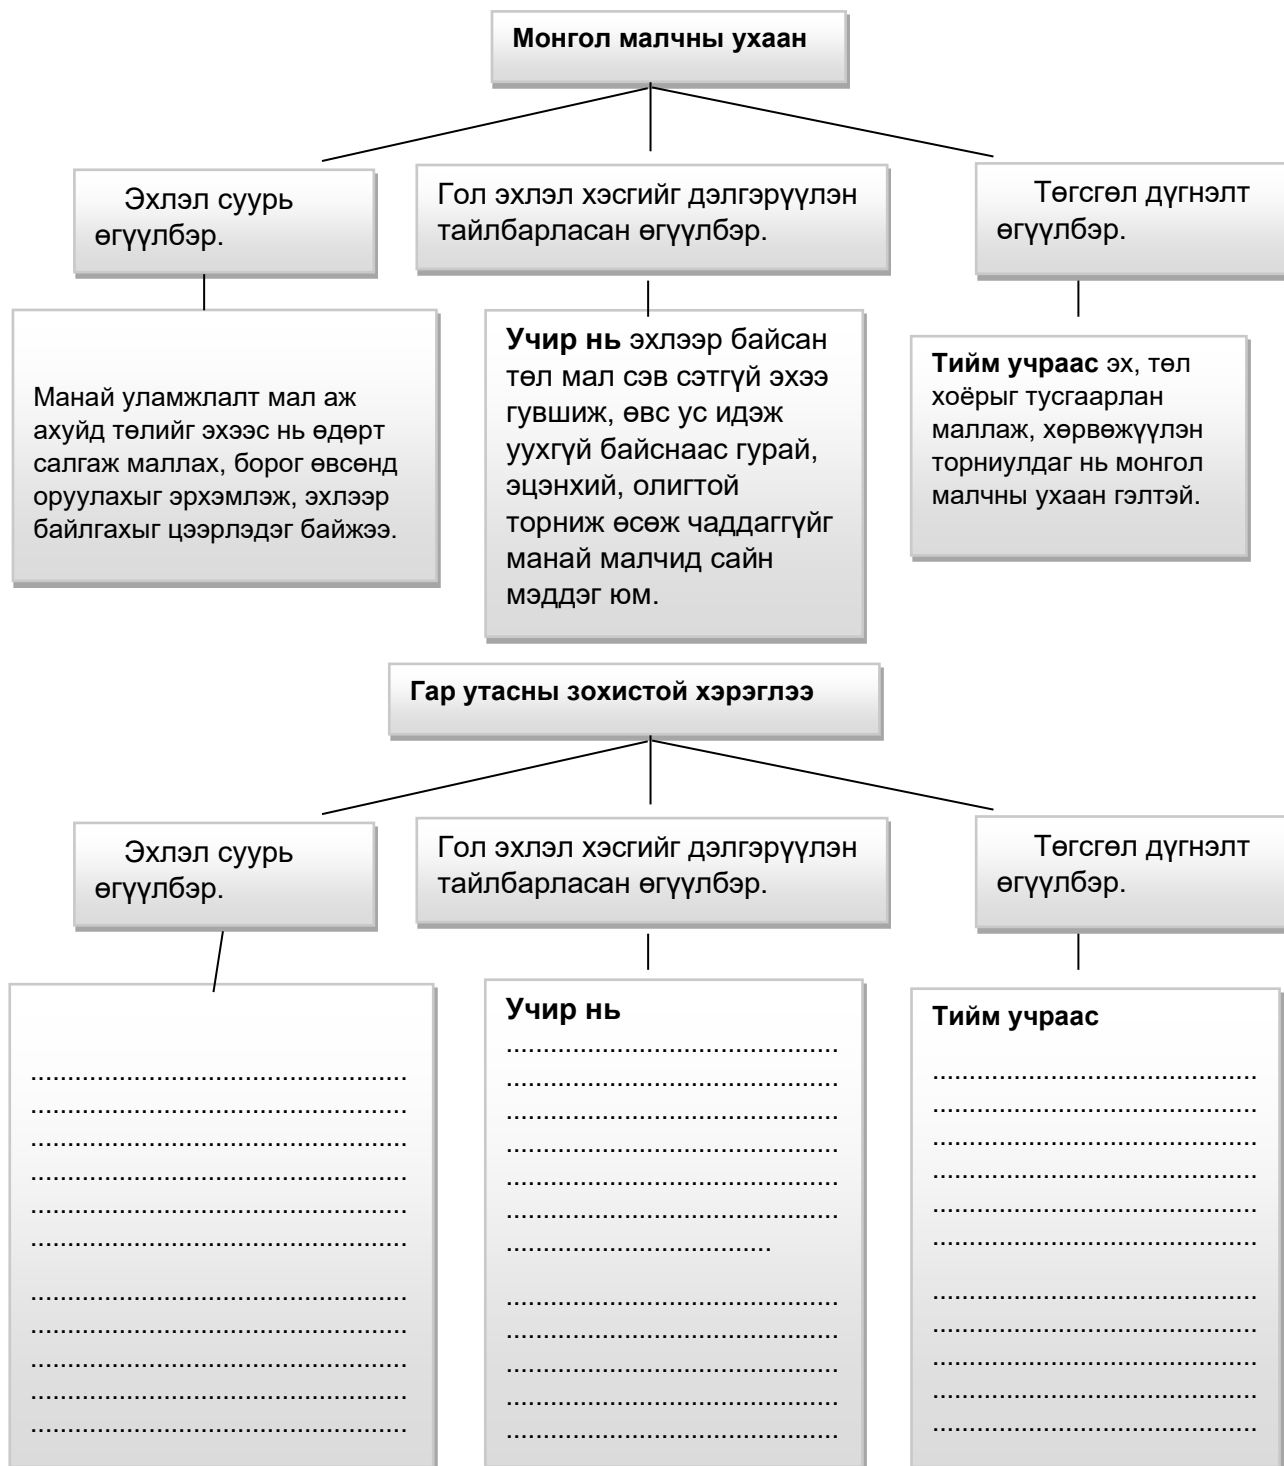 Монгол малчны ухаан
Эхлэл суурь
өгүүлбэр.
Гол эхлэл хэсгийг дэлгэрүүлэн
тайлбарласан өгүүлбэр.
Төгсгөл дүгнэлт
өгүүлбэр.
Манай уламжлалт мал аж
ахуйд төлийг эхээс нь өдөрт
салгаж маллах, борог өвсөнд
оруулахыг эрхэмлэж, эхлээр
байлгахыг цээрлэдэг байжээ.
Учир нь эхлээр байсан
төл мал сэв сэтгүй эхээ
гувшиж, өвс ус идэж
уухгүй байснаас гурай,
эцэнхий, олигтой
торниж өсөж чаддаггүйг
манай малчид сайн
мэддэг юм.
Тийм учраас эх, төл
хоёрыг тусгаарлан
маллаж, хөрвөжүүлэн
торниулдаг нь монгол
малчны ухаан гэлтэй.
Гар утасны зохистой хэрэглээ
Эхлэл суурь
өгүүлбэр.
Гол эхлэл хэсгийг дэлгэрүүлэн
тайлбарласан өгүүлбэр.
Төгсгөл дүгнэлт
өгүүлбэр.
Учир нь
Тийм учраас